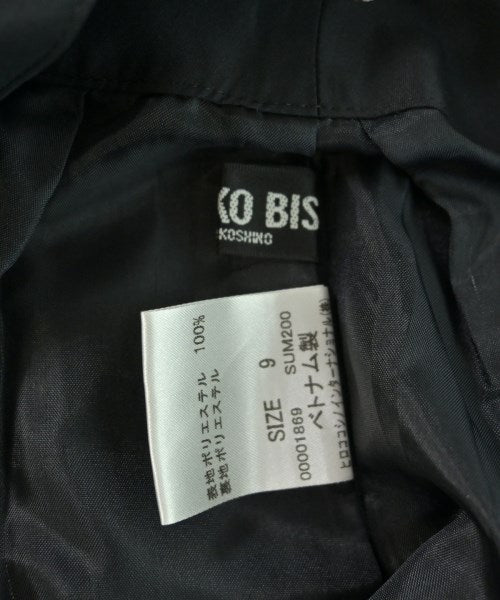 KO BIS
KOSHINO
表地ポリエステル 100%
裏地ポリエステル
SIZE 9
00001869 SUM200
ベトナム製
ヒロココシノインターナショナル(株)